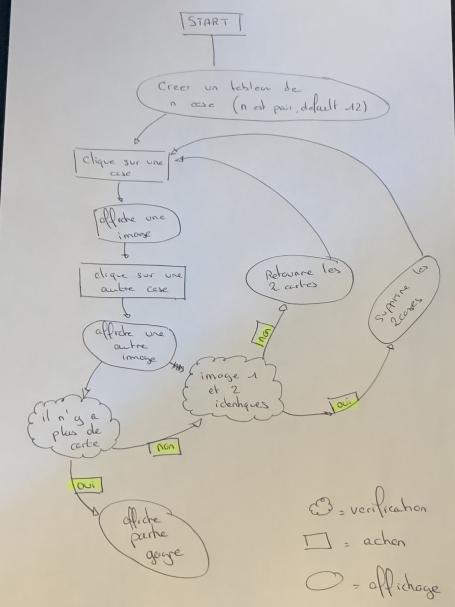 START
Creer un tableau de
n case (n est pair, default 12)
Clique sur une
case
affiche une
image
clique sur une
autre case
Retourne les
2 cartes
supprime les
2 cases
affiche une
autre
image
non
image 1
et 2
identiques
oui
il n'y a
plus de
carte
non
oui
affiche
partie
gagné
= verification
= action
= affichage